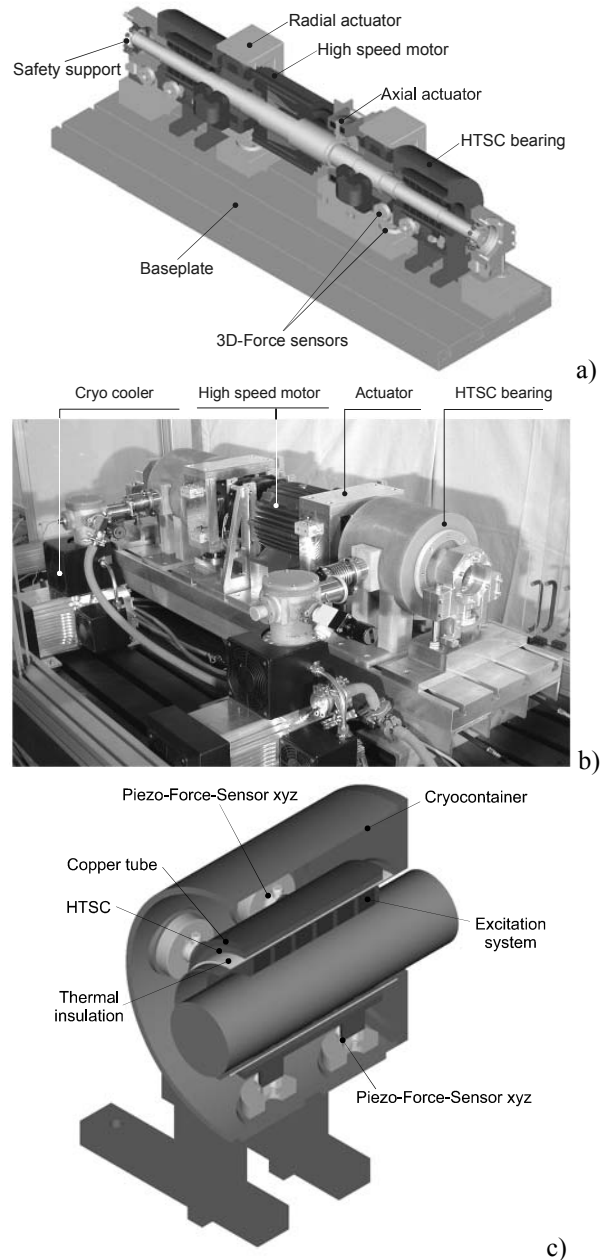 Radial actuator
High speed motor
Safety support
Axial actuator
HTSC bearing
Baseplate
3D-Force sensors
a)
Cryo cooler
High speed motor
Actuator
HTSC bearing
b)
Piezo-Force-Sensor xyz
Cryocontainer
Copper tube
HTSC
Excitation
system
Thermal
insulation
Piezo-Force-Sensor xyz
c)